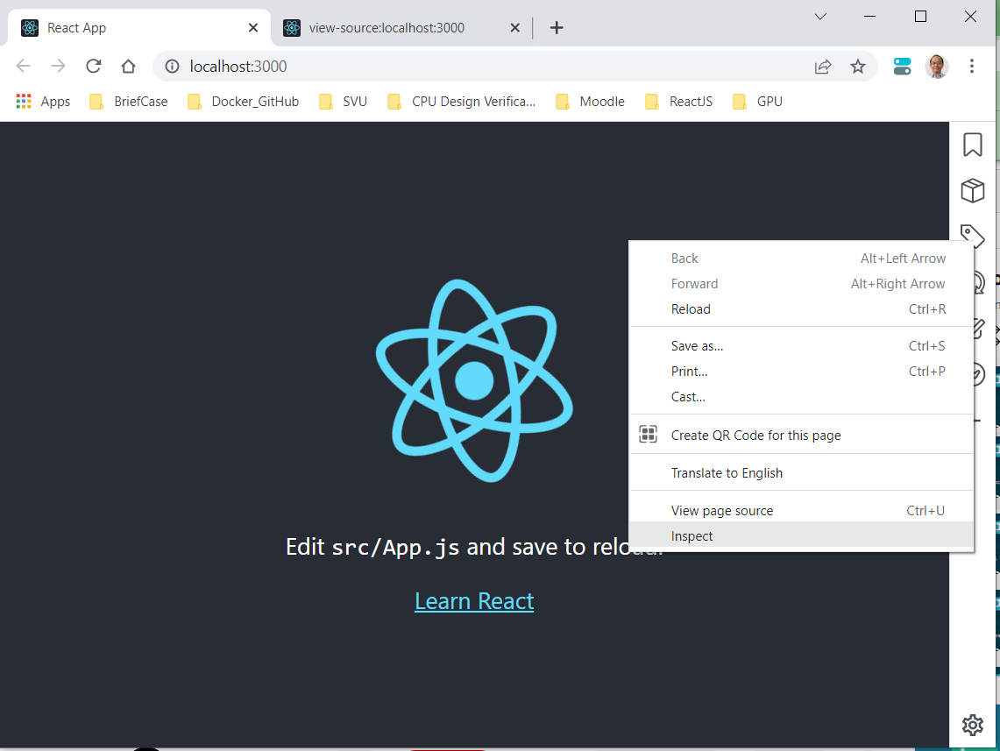 React App
view-source:localhost:3000
localhost:3000
Apps
BriefCase
Docker_GitHub
SVU
CPU Design Verifica...
Moodle
ReactJS
GPU
Back Alt+Left Arrow
Forward Alt+Right Arrow
Reload Ctrl+R
Save as... Ctrl+S
Print... Ctrl+P
Cast...
Create QR Code for this page
Translate to English
View page source Ctrl+U
Inspect
Edit src/App.js and save to reload.
Learn React